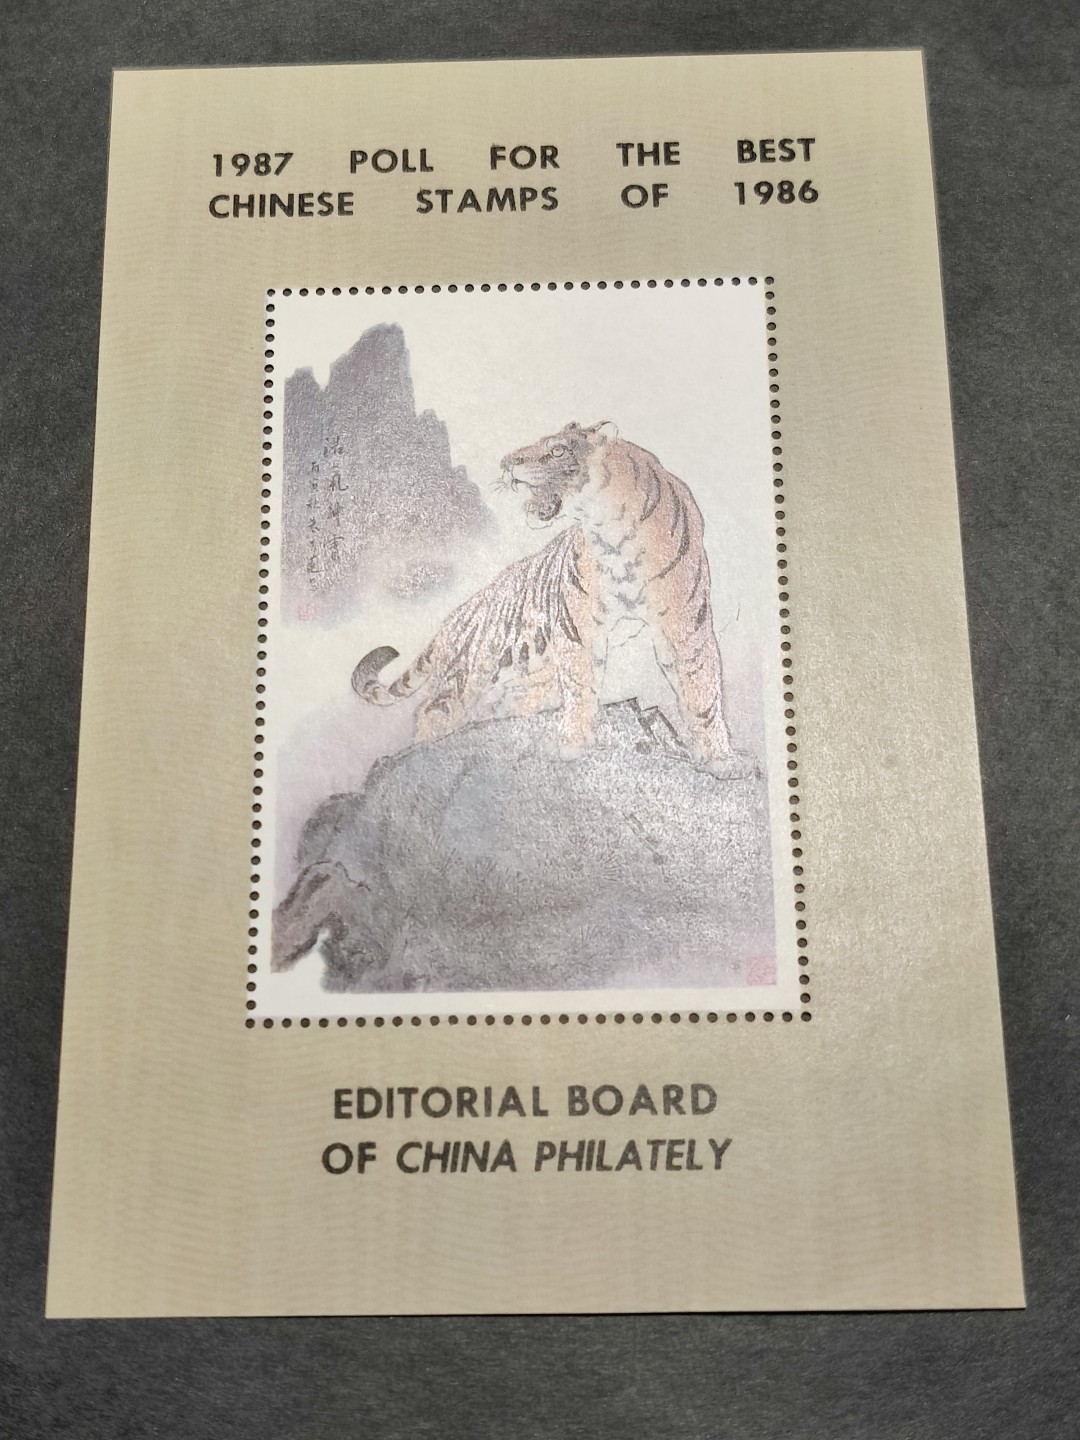 1987 POLL FOR THE BEST
CHINESE STAMPS OF 1986
EDITORIAL BOARD
OF CHINA PHILATELY